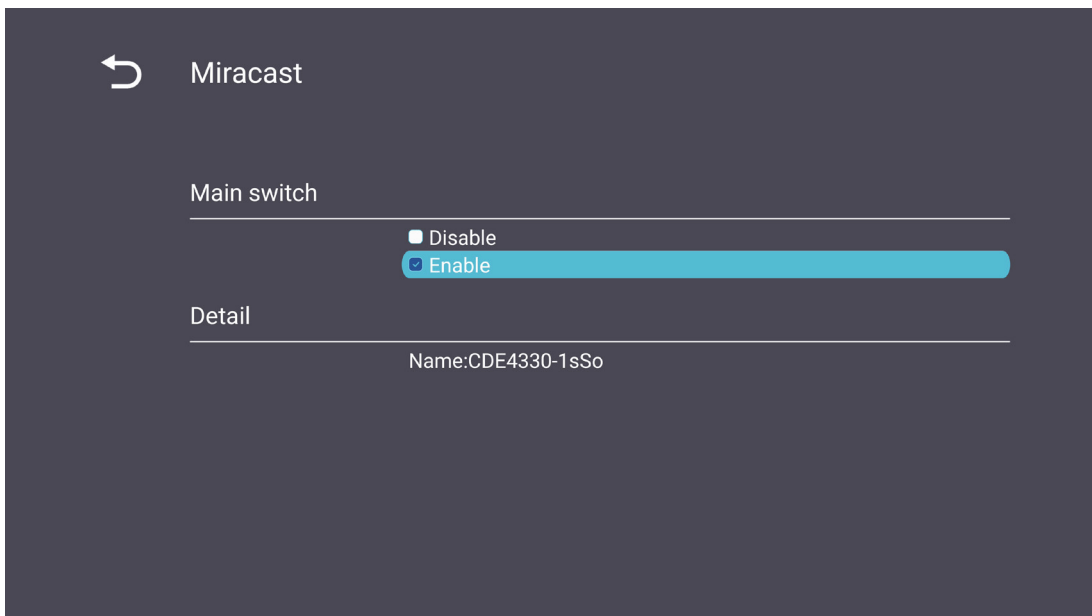 Miracast
Main switch
Disable
Enable
Detail
Name:CDE4330-1sSo